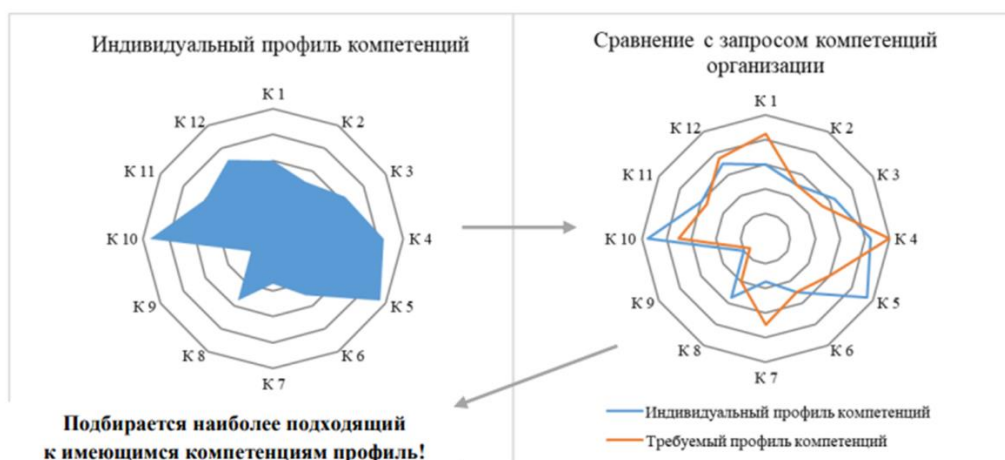 Индивидуальный профиль компетенций
К 1
К 2
К 3
К 4
К 5
К 6
К 7
К 8
К 9
К 10
К 11
К 12
Подбирается наиболее подходящий
к имеющимся компетенциям профиль!
Сравнение с запросом компетенций
организации
К 1
К 2
К 3
К 4
К 5
К 6
К 7
К 8
К 9
К 10
К 11
К 12
Индивидуальный профиль компетенций
Требуемый профиль компетенций